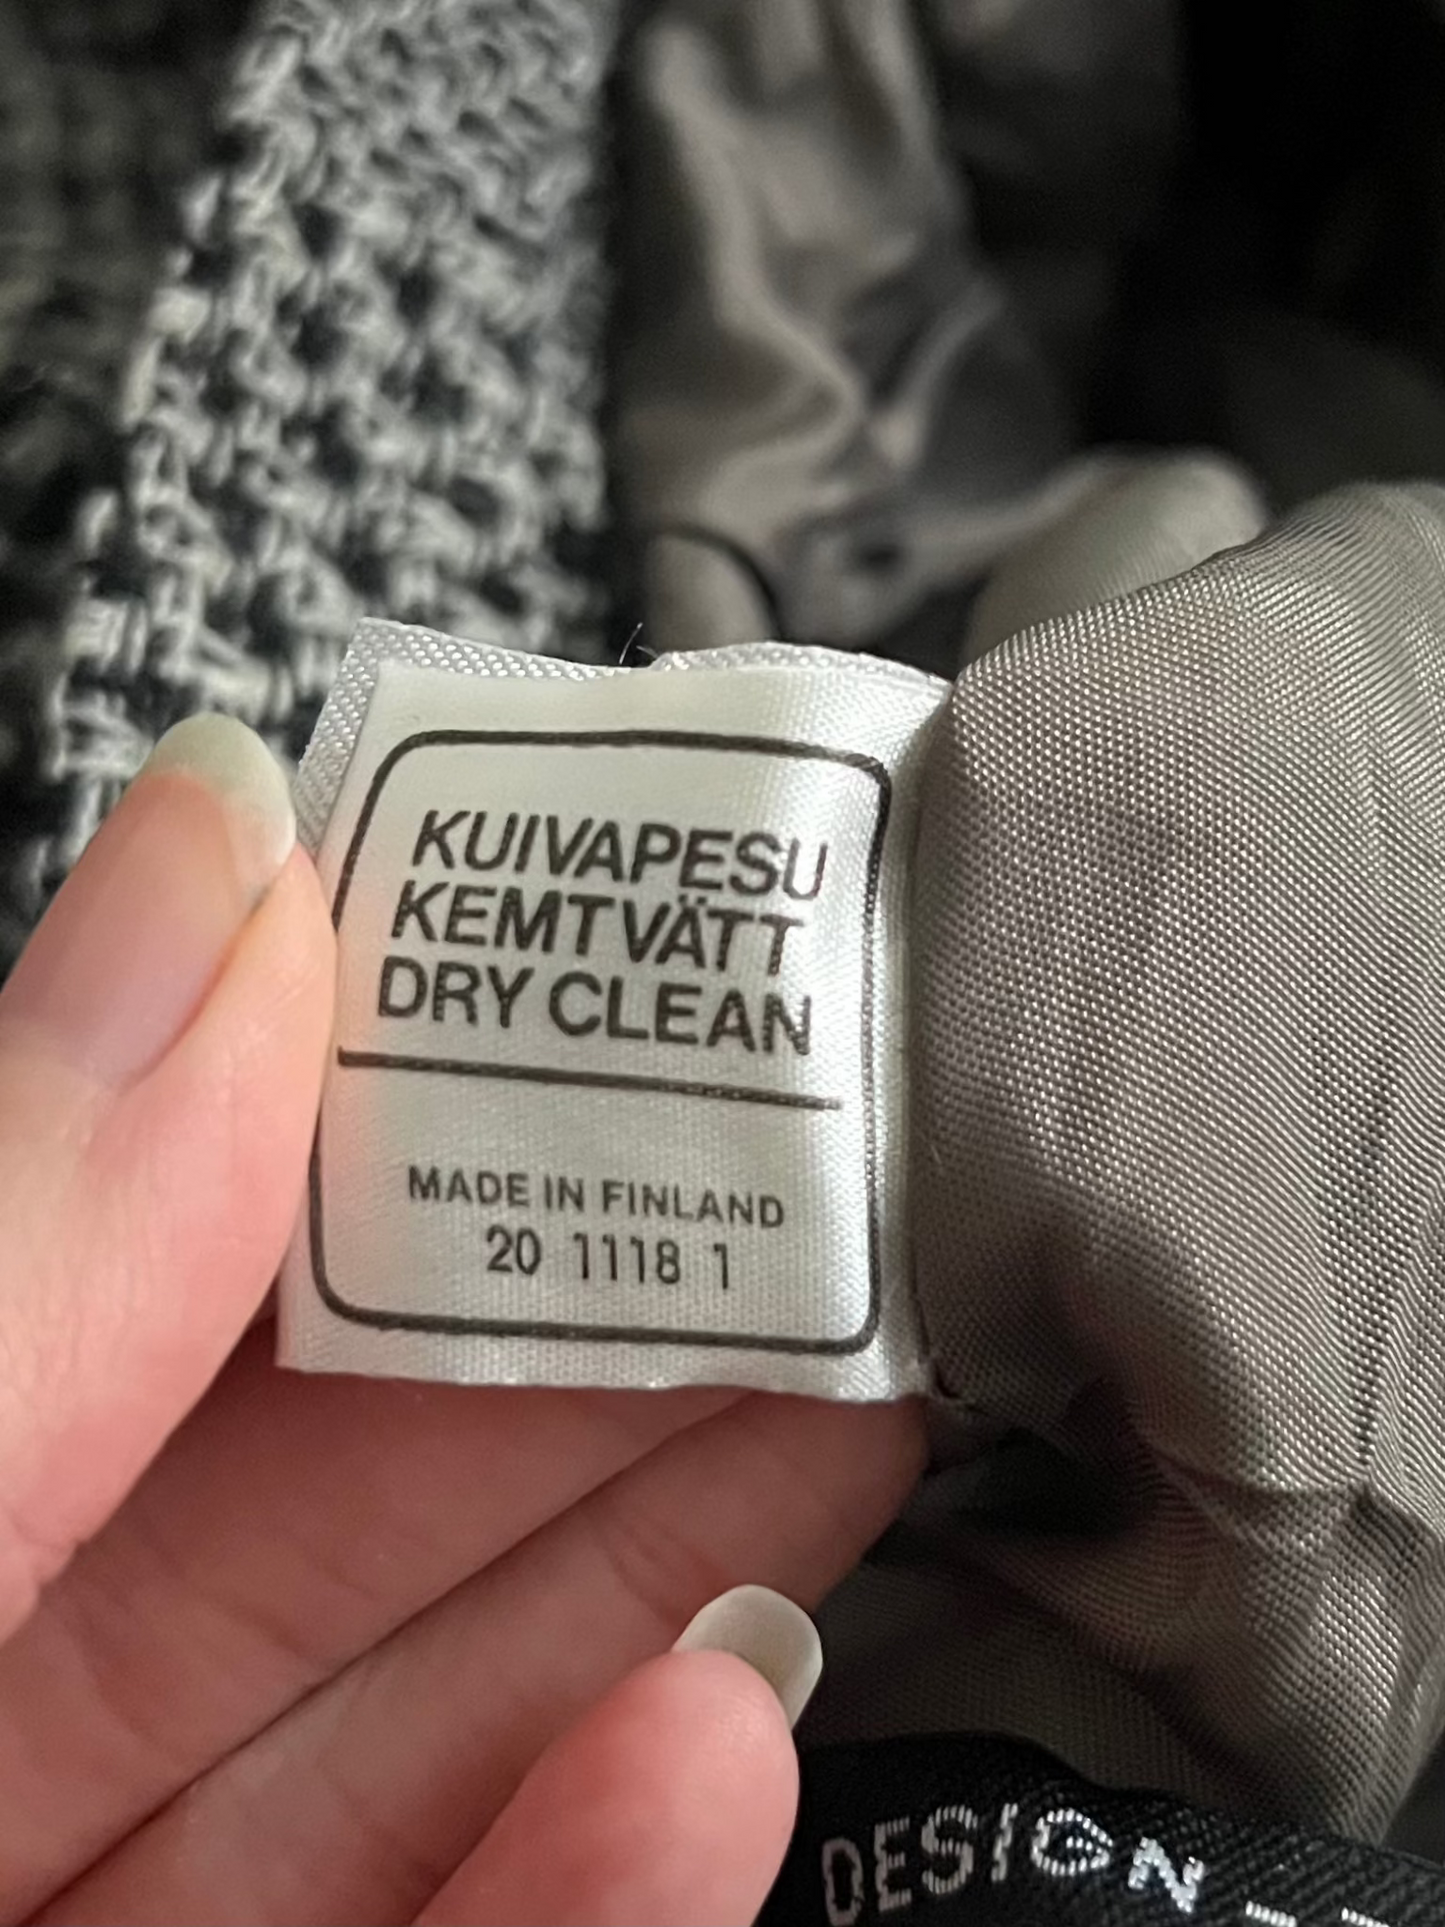 KUIVAPESU
KEMTVÄTT
DRY CLEAN
MADE IN FINLAND
20 1118 1
DESIGN